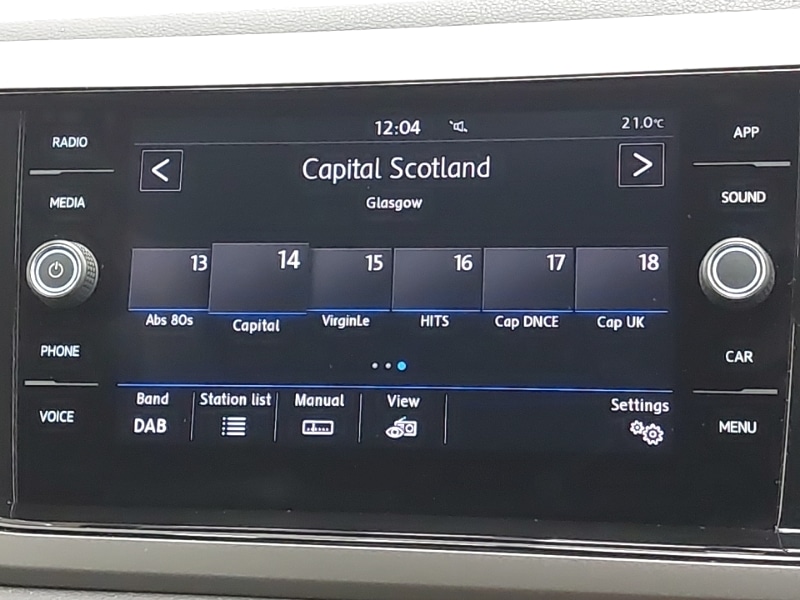 12:04 21.0°C
RADIO
APP
< Capital Scotland >
MEDIA
SOUND
Glasgow
13 14 15 16 17 18
Abs 80s Capital VirginLe HITS Cap DNCE Cap UK
PHONE
CAR
Band Station list Manual View Settings
VOICE
DAB
MENU